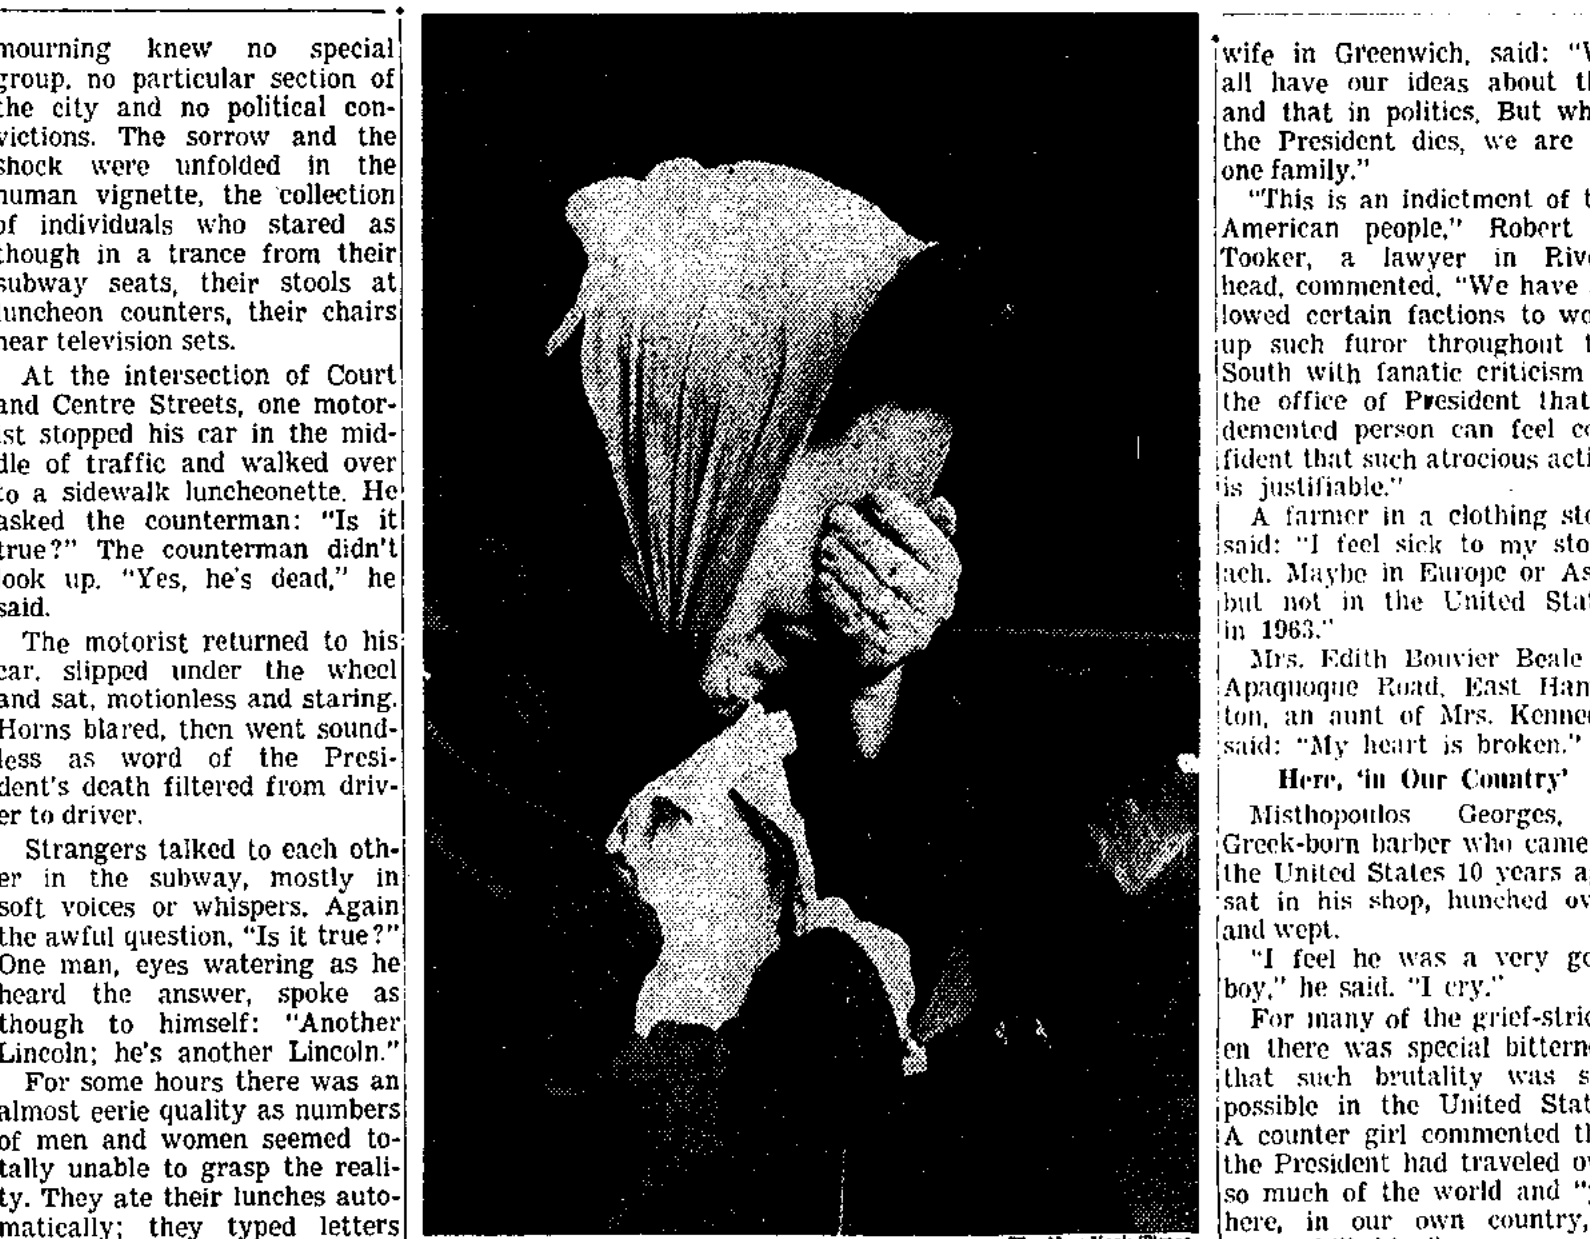 mourning knew no special
group, no particular section of
the city and no political con-
victions. The sorrow and the
shock were unfolded in the
human vignette, the collection
of individuals who stared as
though in a trance from their
subway seats, their stools at
luncheon counters, their chairs
near television sets.
At the intersection of Court
and Centre Streets, one motor-
ist stopped his car in the mid-
dle of traffic and walked over
to a sidewalk luncheonette. He
asked the counterman: "Is it
true?" The counterman didn't
look up. "Yes, he's dead," he
said.
The motorist returned to his
car, slipped under the wheel
and sat, motionless and staring.
Horns blared, then went sound-
less as word of the Presi-
dent's death filtered from driv-
er to driver.
Strangers talked to each oth-
er in the subway, mostly in
soft voices or whispers. Again
the awful question, "Is it true?"
One man, eyes watering as he
heard the answer, spoke as
though to himself: "Another
Lincoln; he's another Lincoln."
For some hours there was an
almost eerie quality as numbers
of men and women seemed to-
tally unable to grasp the reali-
ty. They ate their lunches auto-
matically; they typed letters
wife in Greenwich, said:
all have our ideas about
and that in politics. But
the President dies, we are
one family."
"This is an indictment of
American people," Robert
Tooker, a lawyer in
head, commented, "We have
lowed certain factions to
up such furor throughout
South with fanatic criticism
the office of President that
demented person can feel
fident that such atrocious
is justifiable."
A farmer in a clothing
said: "I feel sick to my sto
ach. Maybe in Europe or
but not in the United
in 1963."
Mrs. Edith Bouvier Beale
Apaquoque Road, East
ton, an aunt of Mrs.
said: "My heart is broken."
Here, 'in Our Country'
Misthopoulos Georges,
Greek-born barber who came
the United States 10 years
sat in his shop, hunched
and wept.
"I feel he was a very
boy," he said. "I cry."
For many of the
en there was special
that such brutality was
possible in the United
A counter girl commented
the President had traveled
so much of the world and
here, in our own country,